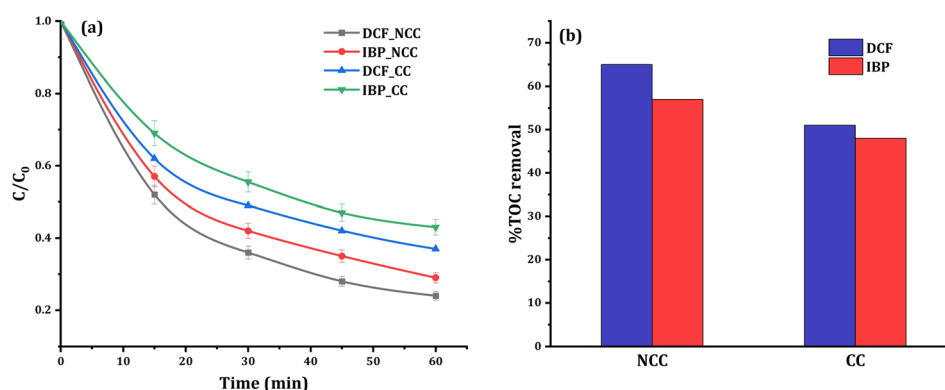 (a)
DCF_NCC
IBP_NCC
DCF_CC
IBP_CC
1.0
0.8
0.6
0.4
0.2
C/C0
0 10 20 30 40 50 60
Time (min)
(b)
DCF
IBP
70
60
50
40
30
20
10
0
%TOC removal
NCC CC